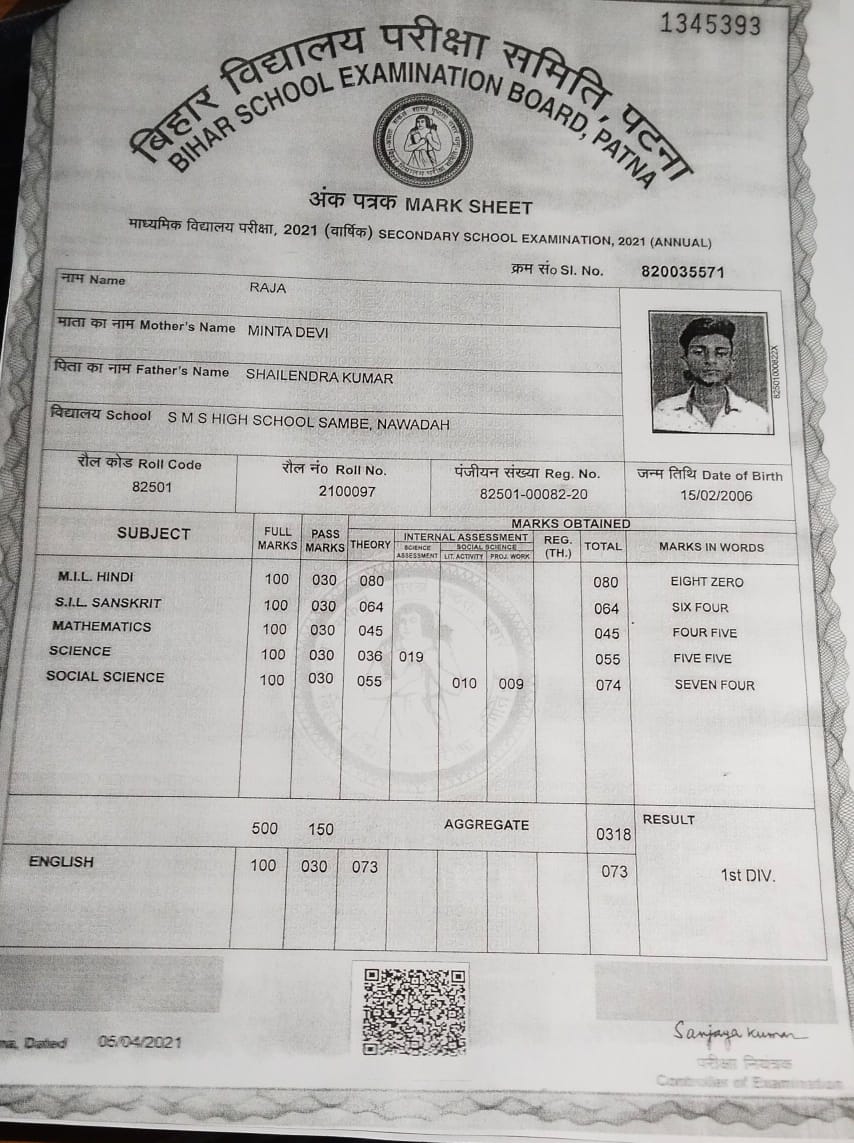 1345393
बिहार विद्यालय परीक्षा समिति, पटना
BIHAR SCHOOL EXAMINATION BOARD, PATNA
अंक पत्रक MARK SHEET
माध्यमिक विद्यालय परीक्षा, 2021 (वार्षिक) SECONDARY SCHOOL EXAMINATION, 2021 (ANNUAL)
क्रम सं० Sl. No. 820035571
नाम Name RAJA
माता का नाम Mother's Name MINTA DEVI
पिता का नाम Father's Name SHAILENDRA KUMAR
विद्यालय School S M S HIGH SCHOOL SAMBE, NAWADAH
82501000822X
रौल कोड Roll Code रौल नं० Roll No. पंजीयन संख्या Reg. No. जन्म तिथि Date of Birth
82501 2100097 82501-00082-20 15/02/2006
SUBJECT FULL MARKS PASS MARKS THEORY MARKS OBTAINED
INTERNAL ASSESSMENT REG. (TH.) TOTAL MARKS IN WORDS
SCIENCE ASSESSMENT SOCIAL SCIENCE LIT. ACTIVITY PROJ. WORK
M.I.L. HINDI 100 030 080 080 EIGHT ZERO
S.I.L. SANSKRIT 100 030 064 064 SIX FOUR
MATHEMATICS 100 030 045 045 FOUR FIVE
SCIENCE 100 030 036 019 055 FIVE FIVE
SOCIAL SCIENCE 100 030 055 010 009 074 SEVEN FOUR
500 150 AGGREGATE 0318 RESULT
ENGLISH 100 030 073 073 1st DIV.
Dated 05/04/2021
Sanjaya Kumar
परीक्षा नियंत्रक
Controller of Examination